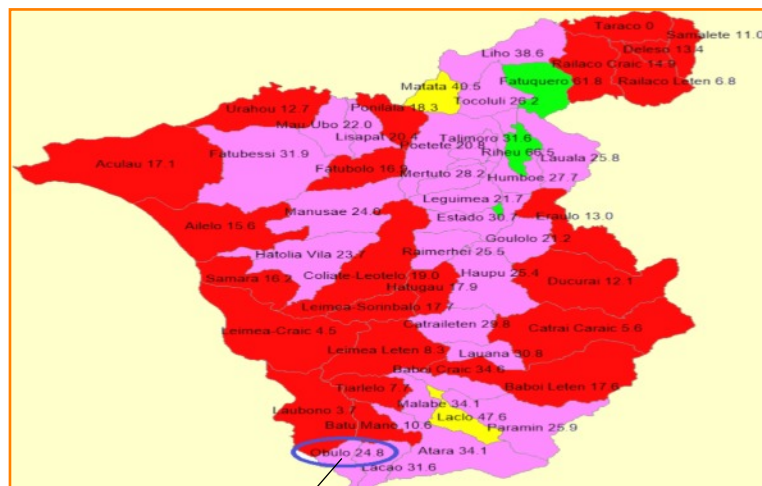 Taraco 0
Samalete 11.0
Liho 38.6
Deleso 13.4
Railaco Craic 14.9
Matata 40.5
Fatuquero 61.8
Railaco Leten 6.8
Tocoluli 26.2
Urahou 12.7
Ponilata 48.3
Mau-Ubo 22.0
Lisapat 20.4
Talimoro 31.6
Poetete 20.8
Riheu 66.5
Fatubessi 31.9
Lauala 25.8
Aculau 17.1
Fatubolo 16.9
Mertuto 28.2
Humboe 27.7
Leguimea 21.7
Manusae 24.0
Estado 30.7
Eraulo 13.0
Ailelo 15.6
Goulolo 21.2
Hatolia Vila 23.7
Raimerhei 25.5
Samara 16.2
Coliate-Leotelo 19.0
Haupu 25.4
Hatugau 17.9
Ducurai 12.1
Leimea-Sorinbalo 17.7
Leimea-Craic 4.5
Catraileten 29.8
Catrai Caraic 5.6
Leimea Leten 8.3
Lauana 30.8
Baboi Craic 34.6
Tiarlelo 7.7
Baboi Leten 17.6
Malabe 34.1
Laubono 3.7
Laclo 47.6
Batu Mano 10.6
Paramin 25.9
Obulo 24.8
Atara 34.1
Lacao 31.6